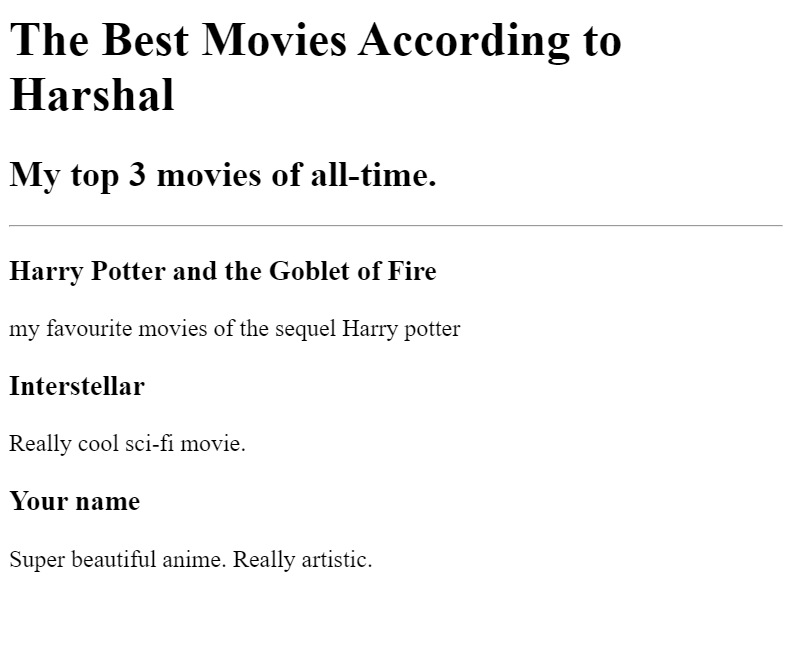 The Best Movies According to
Harshal
My top 3 movies of all-time.
Harry Potter and the Goblet of Fire
my favourite movies of the sequel Harry potter
Interstellar
Really cool sci-fi movie.
Your name
Super beautiful anime. Really artistic.